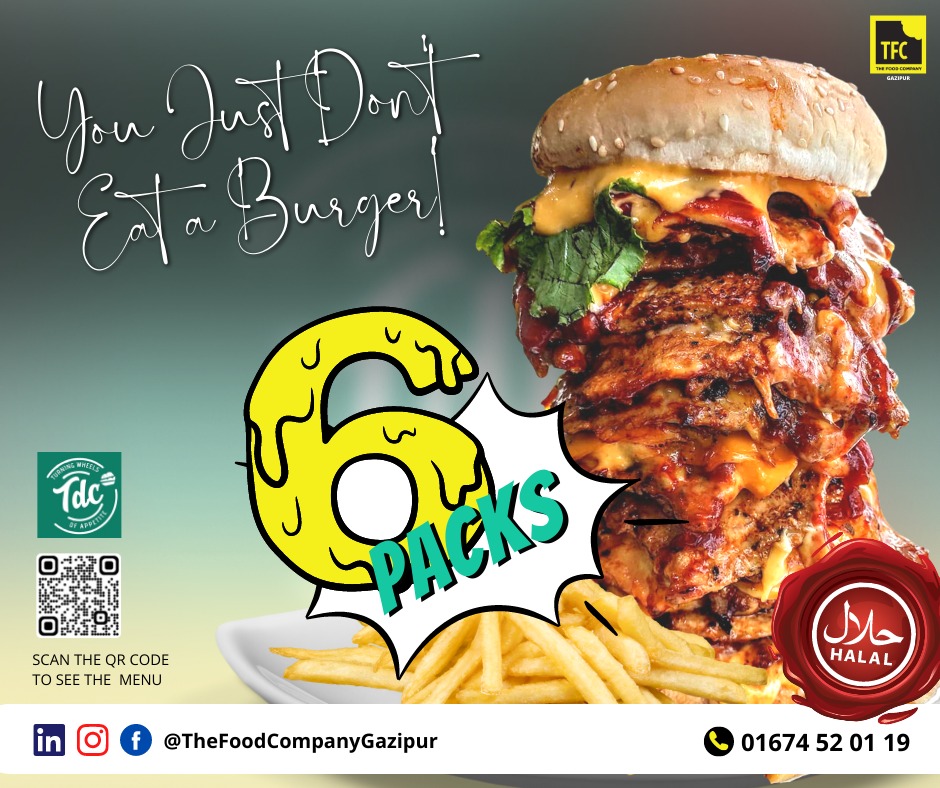 You Just Don't
Eat a Burger!
TFC
THE FOOD COMPANY
GAZIPUR
6
PACKS
TURNING WHEELS
Tdc
OF APPETITE
SCAN THE QR CODE
TO SEE THE MENU
حلال
HALAL
in
f
@TheFoodCompanyGazipur
01674 52 01 19